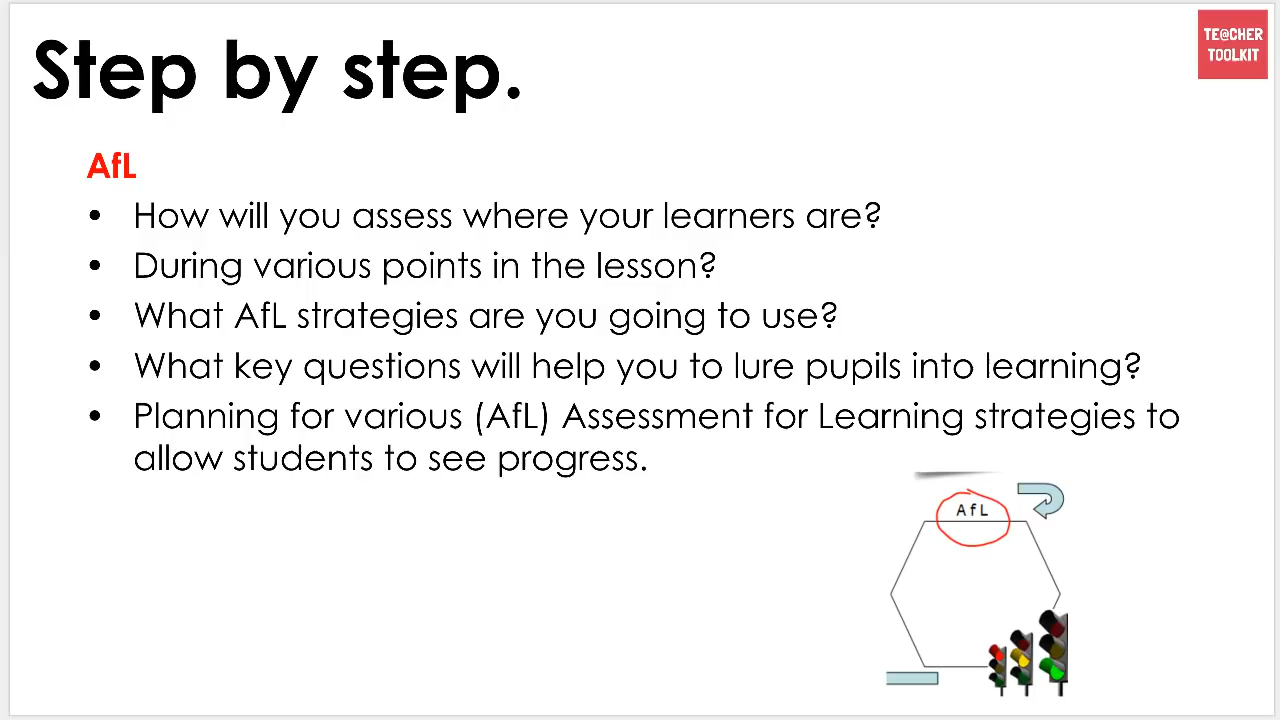 Step by step.
TE@CHER
TOOLKIT
AfL
• How will you assess where your learners are?
• During various points in the lesson?
• What AfL strategies are you going to use?
• What key questions will help you to lure pupils into learning?
• Planning for various (AfL) Assessment for Learning strategies to
allow students to see progress.
AfL